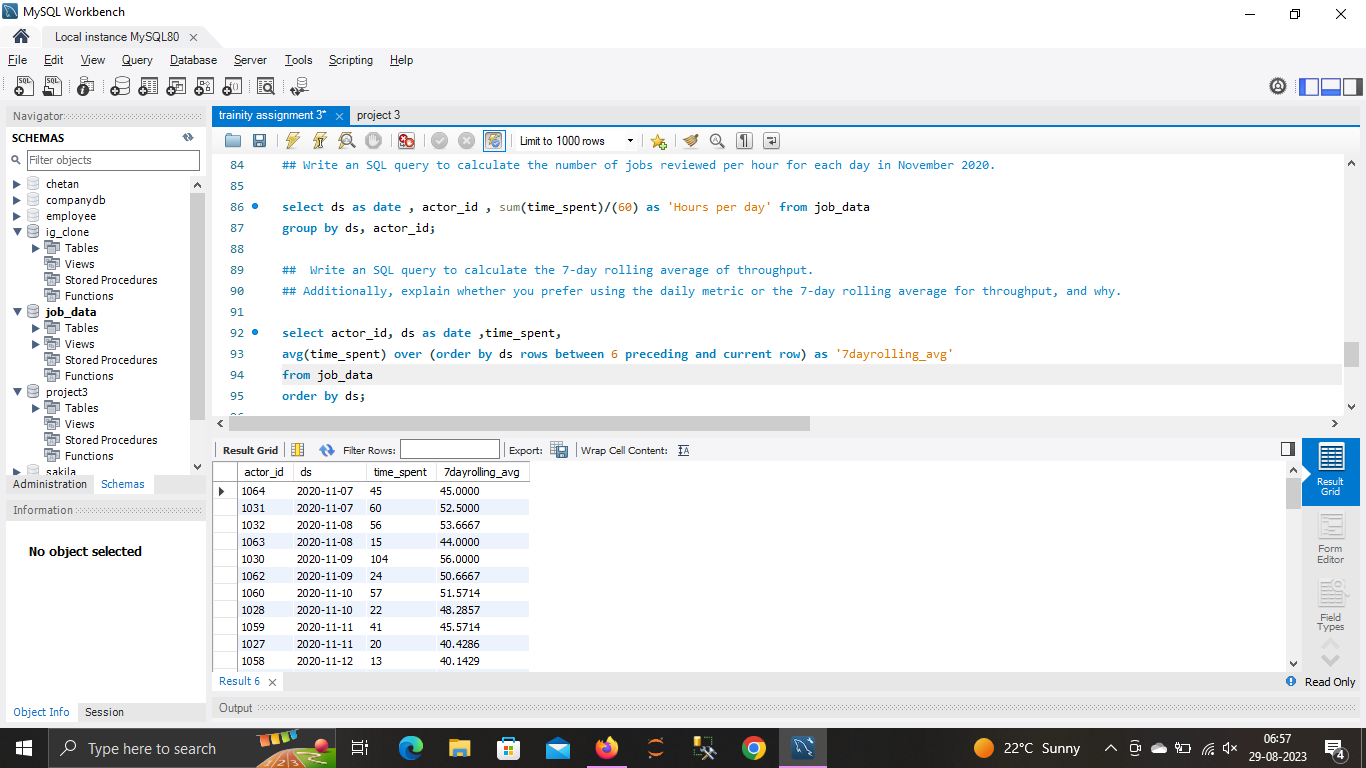 MySQL Workbench
Local instance MySQL80
File Edit View Query Database Server Tools Scripting Help
Navigator
SCHEMAS
Filter objects
chetan
companydb
employee
ig_clone
Tables
Views
Stored Procedures
Functions
job_data
Tables
Views
Stored Procedures
Functions
project3
Tables
Views
Stored Procedures
Functions
sakila
Administration Schemas
Information
No object selected
Object Info Session
trainity assignment 3* project 3
Limit to 1000 rows
84 ## Write an SQL query to calculate the number of jobs reviewed per hour for each day in November 2020.
85
86 select ds as date , actor_id , sum(time_spent)/(60) as 'Hours per day' from job_data
87 group by ds, actor_id;
88
89 ##  Write an SQL query to calculate the 7-day rolling average of throughput.
90 ## Additionally, explain whether you prefer using the daily metric or the 7-day rolling average for throughput, and why.
91
92 select actor_id, ds as date ,time_spent,
93 avg(time_spent) over (order by ds rows between 6 preceding and current row) as '7dayrolling_avg'
94 from job_data
95 order by ds;
Result Grid Filter Rows: Export: Wrap Cell Content:
actor_id ds time_spent 7dayrolling_avg
1064 2020-11-07 45 45.0000
1031 2020-11-07 60 52.5000
1032 2020-11-08 56 53.6667
1063 2020-11-08 15 44.0000
1030 2020-11-09 104 56.0000
1062 2020-11-09 24 50.6667
1060 2020-11-10 57 51.5714
1028 2020-11-10 22 48.2857
1059 2020-11-11 41 45.5714
1027 2020-11-11 20 40.4286
1058 2020-11-12 13 40.1429
Result
Grid
Form
Editor
Field
Types
Result 6
Read Only
Output
Type here to search
22°C Sunny
06:57
29-08-2023
4